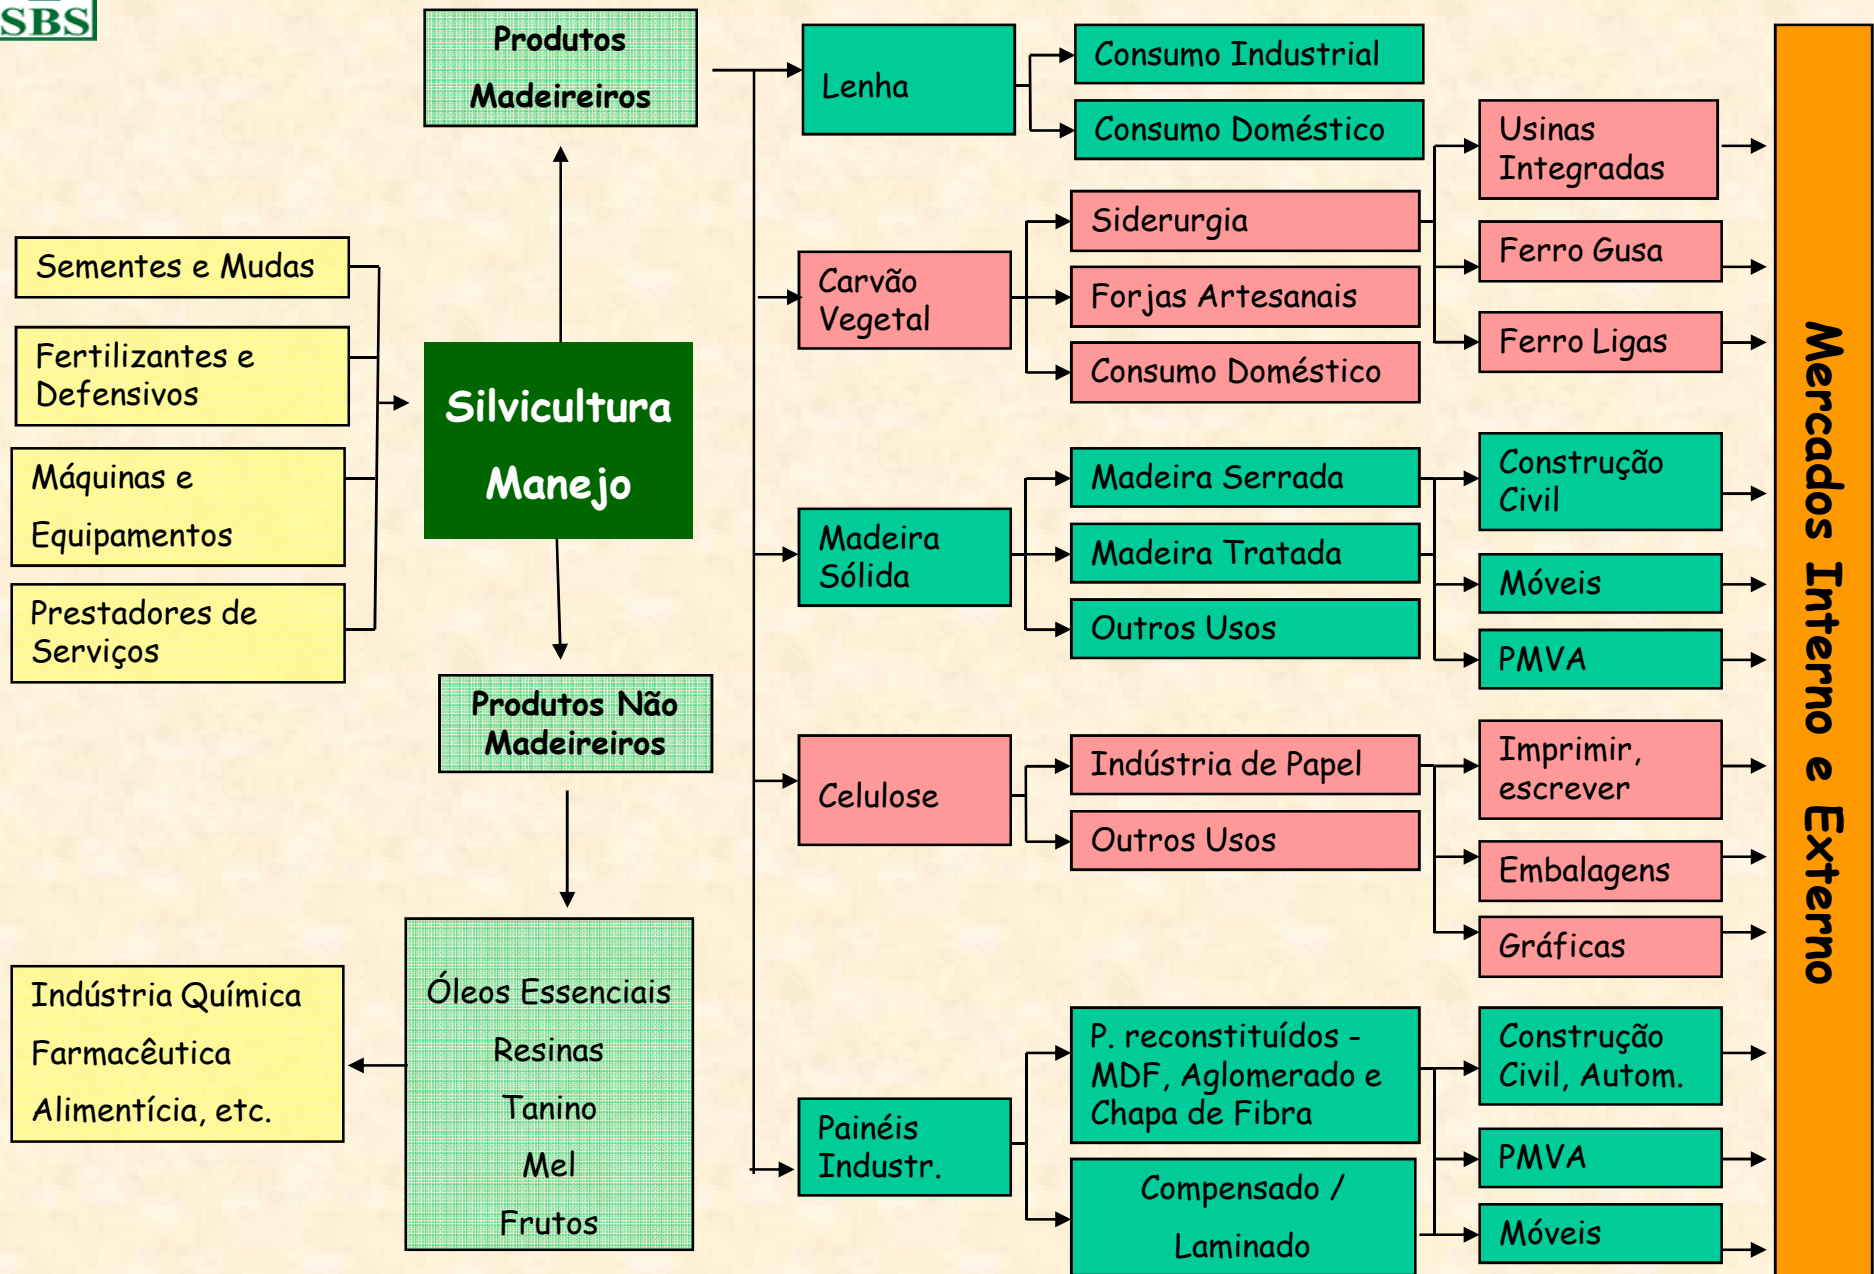 SBS
Produtos
Madeireiros
Sementes e Mudas
Fertilizantes e
Defensivos
Máquinas e
Equipamentos
Prestadores de
Serviços
Silvicultura
Manejo
Produtos Não
Madeireiros
Óleos Essenciais
Resinas
Tanino
Mel
Frutos
Indústria Química
Farmacêutica
Alimentícia, etc.
Lenha
Consumo Industrial
Consumo Doméstico
Carvão
Vegetal
Siderurgia
Forjas Artesanais
Consumo Doméstico
Usinas
Integradas
Ferro Gusa
Ferro Ligas
Madeira
Sólida
Madeira Serrada
Madeira Tratada
Outros Usos
Construção
Civil
Móveis
PMVA
Celulose
Indústria de Papel
Outros Usos
Imprimir,
escrever
Embalagens
Gráficas
Painéis
Industr.
P. reconstituídos -
MDF, Aglomerado e
Chapa de Fibra
Compensado /
Laminado
Construção
Civil, Autom.
PMVA
Móveis
Mercados Interno e Externo